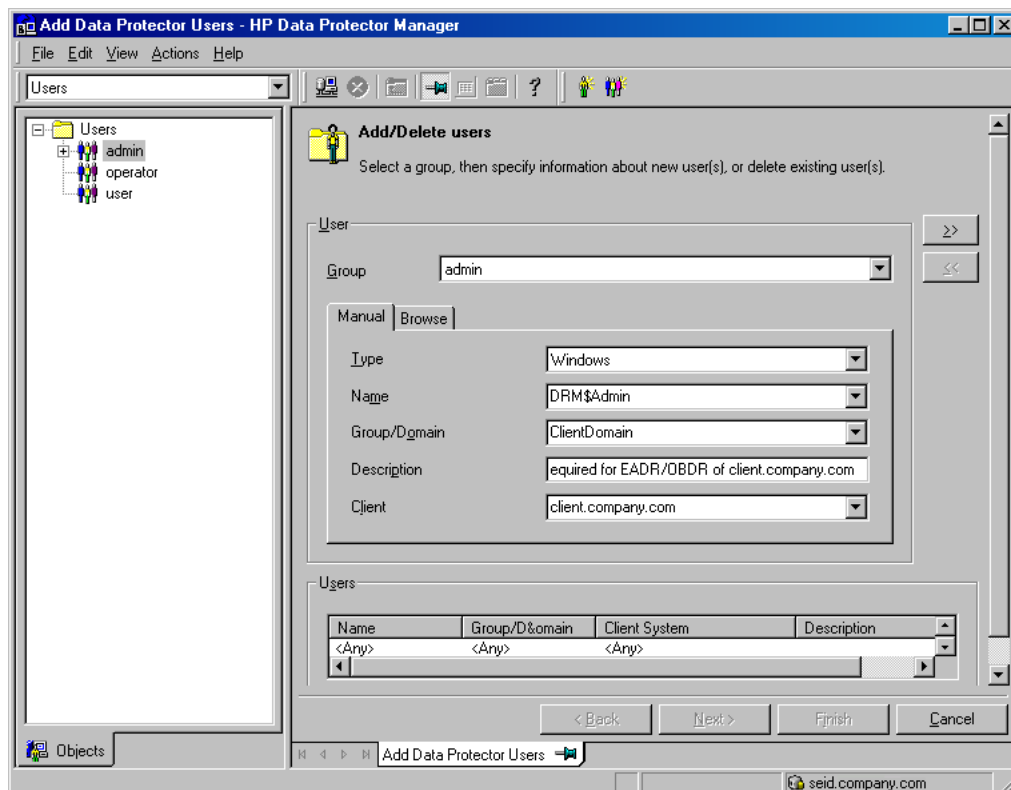 Add Data Protector Users - HP Data Protector Manager
File Edit View Actions Help
Users
Users
admin
operator
user
Add/Delete users
Select a group, then specify information about new user(s), or delete existing user(s).
User
>>
<<
Group admin
Manual Browse
Type Windows
Name DRM$Admin
Group/Domain ClientDomain
Description equired for EADR/OBDR of client.company.com
Client client.company.com
Users
Name Group/D&omain Client System Description
<Any> <Any> <Any>
< Back Next > Finish Cancel
Objects
Add Data Protector Users
seid.company.com